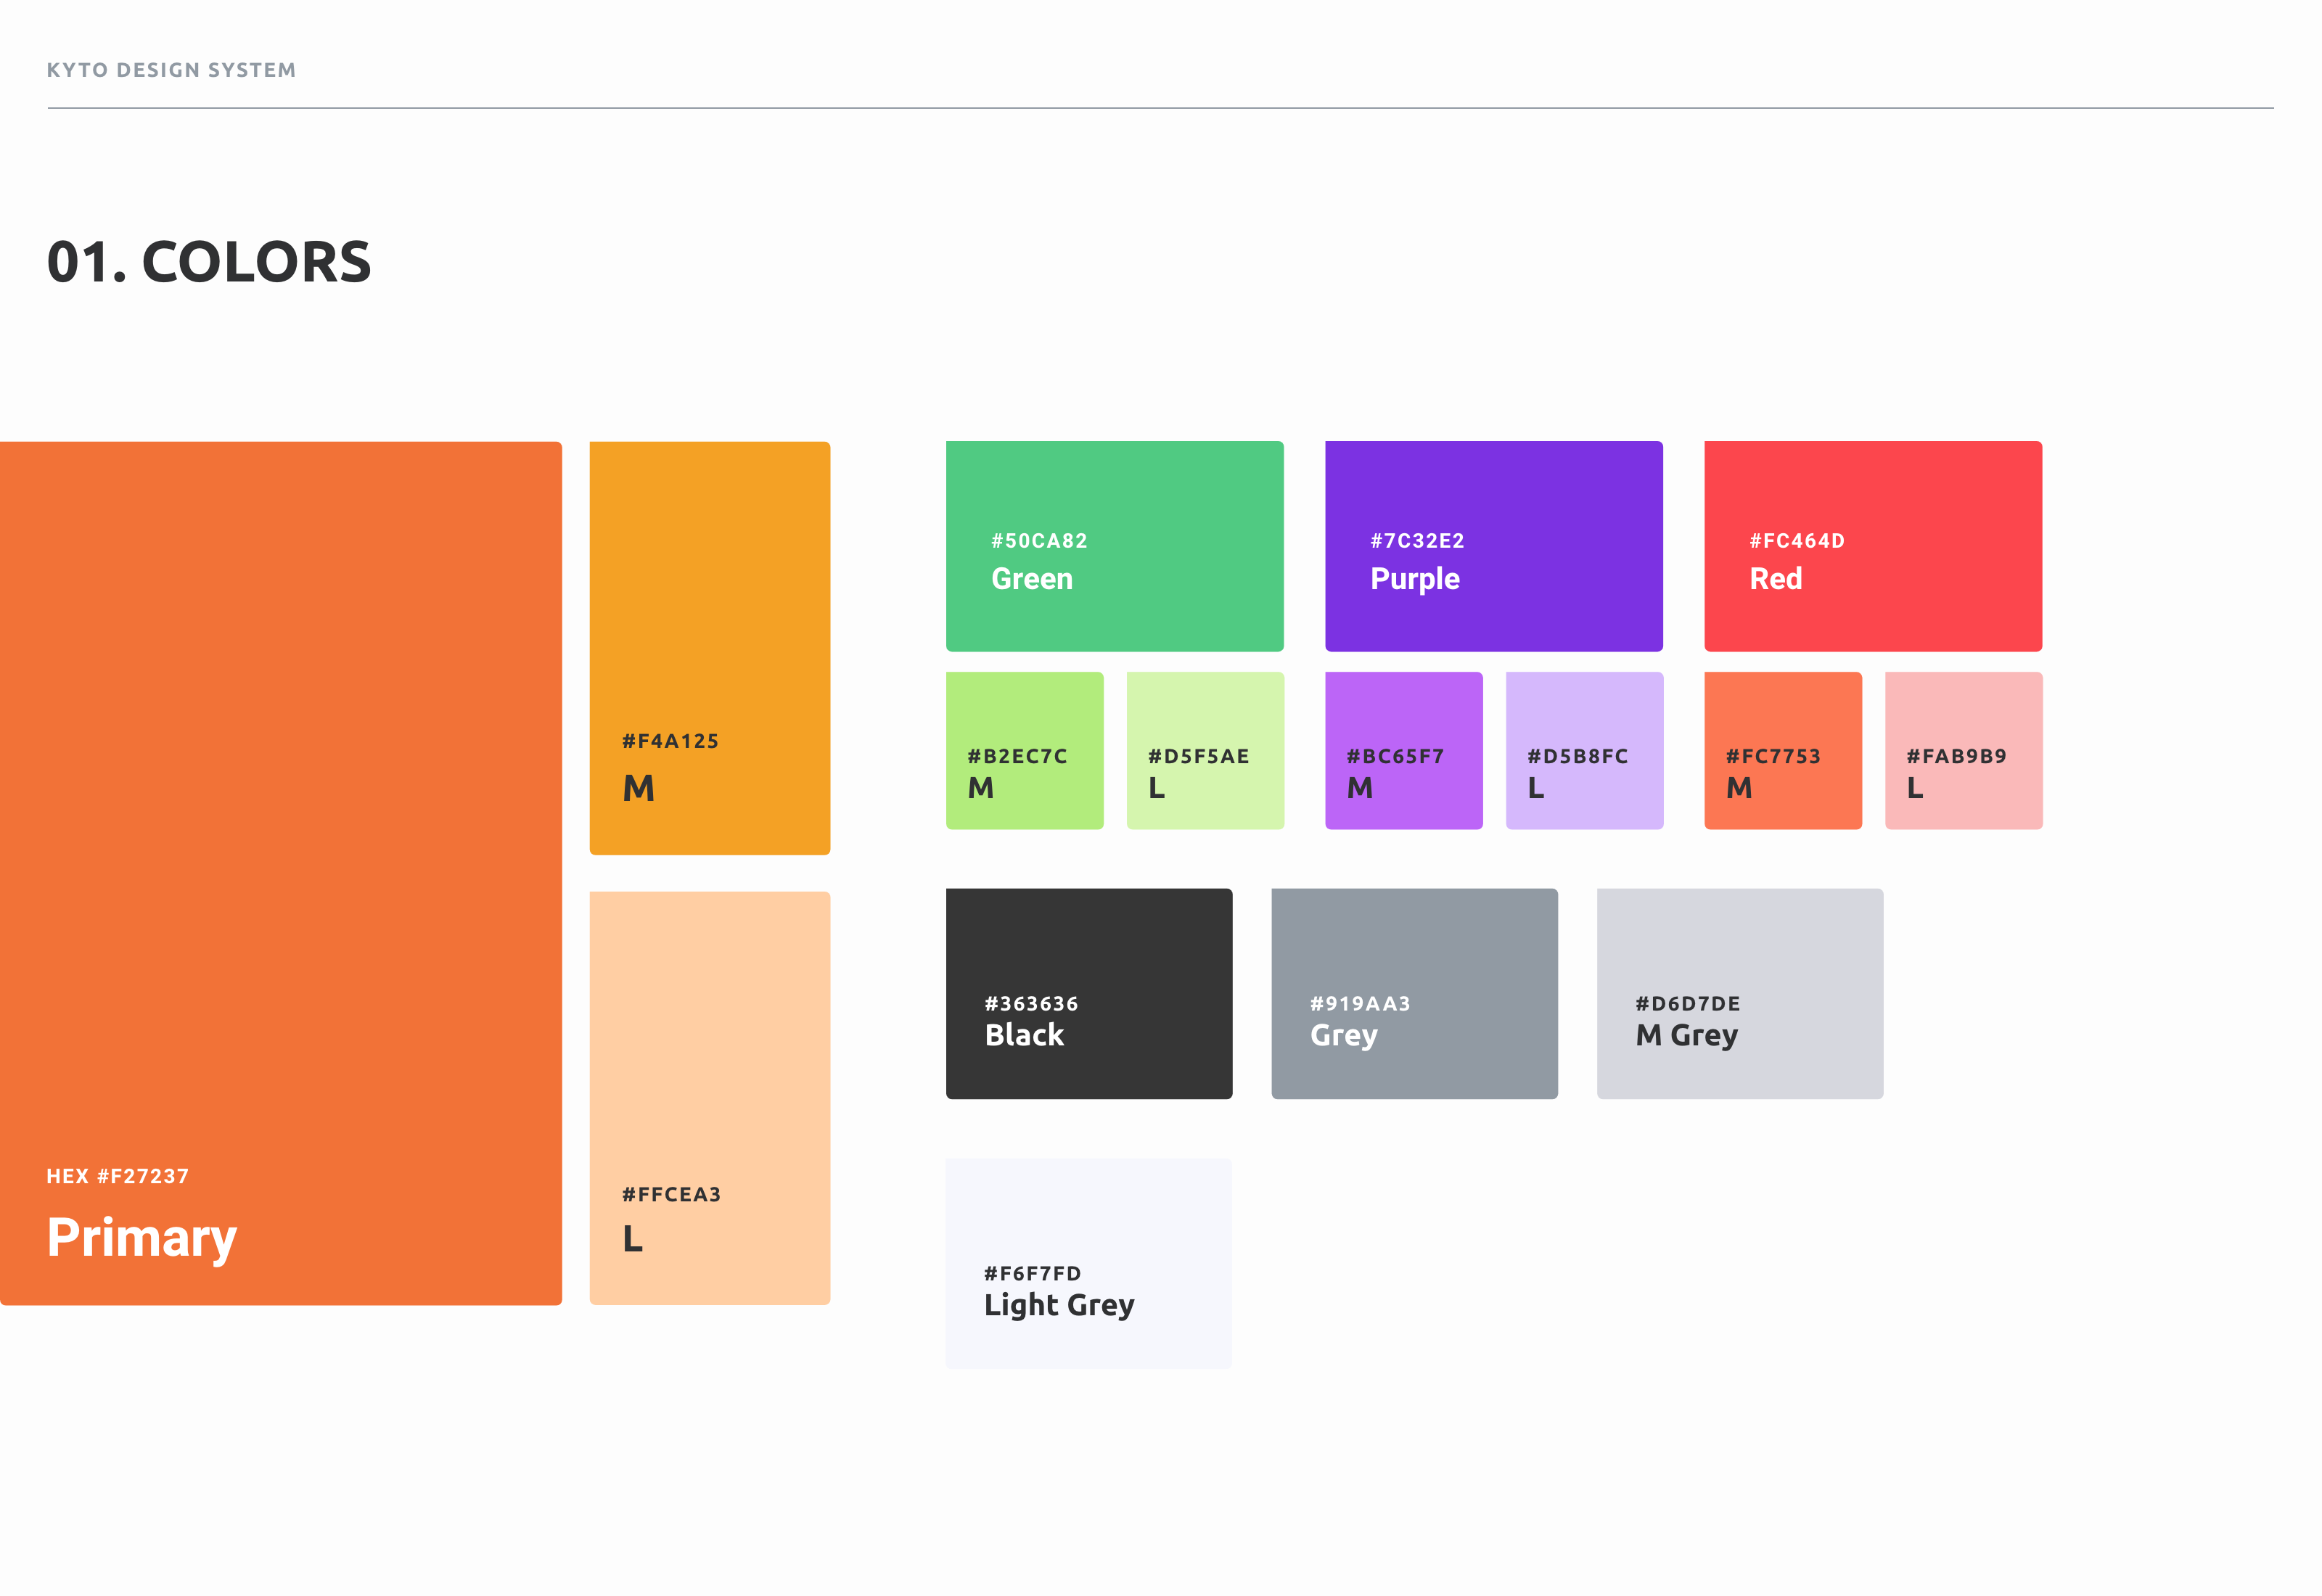 KYTO DESIGN SYSTEM
01. COLORS
HEX #F27237
Primary
#F4A125
M
#FFCEA3
L
#50CA82
Green
#7C32E2
Purple
#FC464D
Red
#B2EC7C
M
#D5F5AE
L
#BC65F7
M
#D5B8FC
L
#FC7753
M
#FAB9B9
L
#363636
Black
#919AA3
Grey
#D6D7DE
M Grey
#F6F7FD
Light Grey